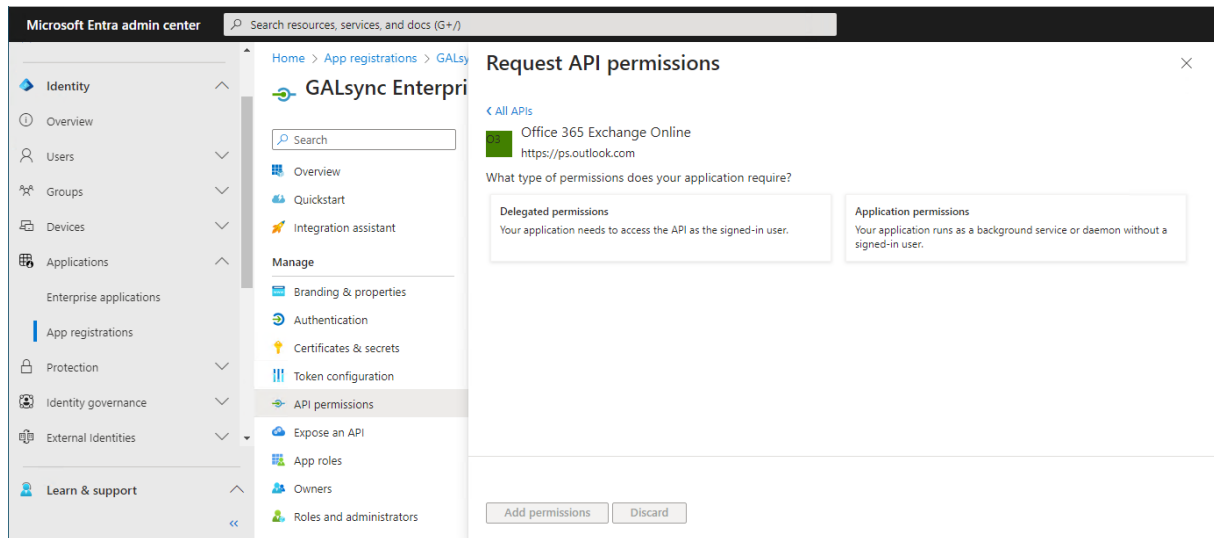 Microsoft Entra admin center
Search resources, services, and docs (G+/)
Identity
Overview
Users
Groups
Devices
Applications
Enterprise applications
App registrations
Protection
Identity governance
External Identities
Learn & support
«
Home > App registrations > GALsy
GALsync Enterpri
Search
Overview
Quickstart
Integration assistant
Manage
Branding & properties
Authentication
Certificates & secrets
Token configuration
API permissions
Expose an API
App roles
Owners
Roles and administrators
Request API permissions
All APIs
O3
Office 365 Exchange Online
https://ps.outlook.com
What type of permissions does your application require?
Delegated permissions
Your application needs to access the API as the signed-in user.
Application permissions
Your application runs as a background service or daemon without a
signed-in user.
Add permissions
Discard